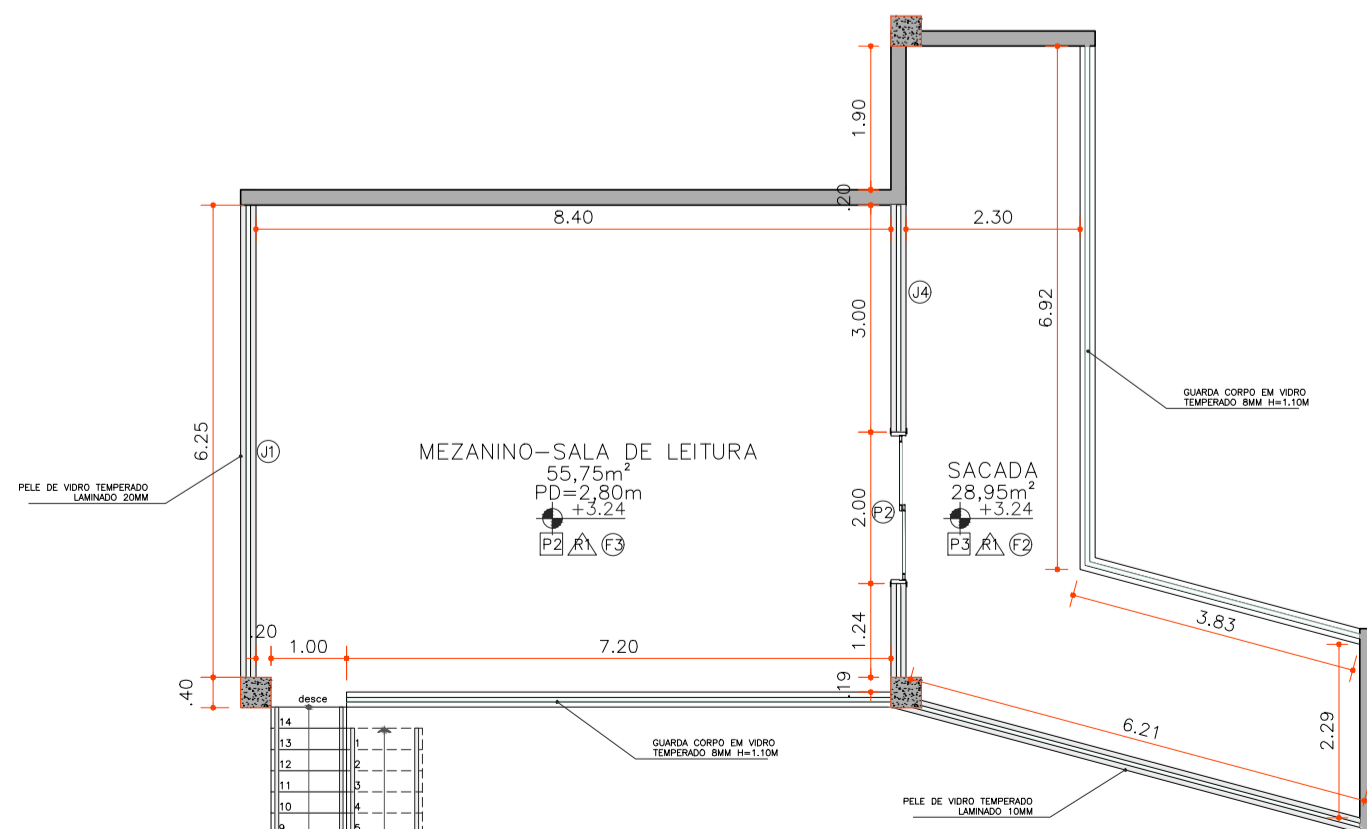 1.90
.20
8.40
2.30
J4
3.00
6.92
GUARDA CORPO EM VIDRO
TEMPERADO 8MM H=1.10M
6.25
J1
MEZANINO-SALA DE LEITURA
55,75m²
PD=2,80m
+3.24
P2 R1 F3
SACADA
28,95m²
+3.24
P3 R1 F2
PELE DE VIDRO TEMPERADO
LAMINADO 20MM
P2
2.00
3.83
1.24
.20
1.00
7.20
.40
.19
desce
14
13
12
11
10
9
1
2
3
4
5
GUARDA CORPO EM VIDRO
TEMPERADO 8MM H=1.10M
6.21
2.29
PELE DE VIDRO TEMPERADO
LAMINADO 10MM